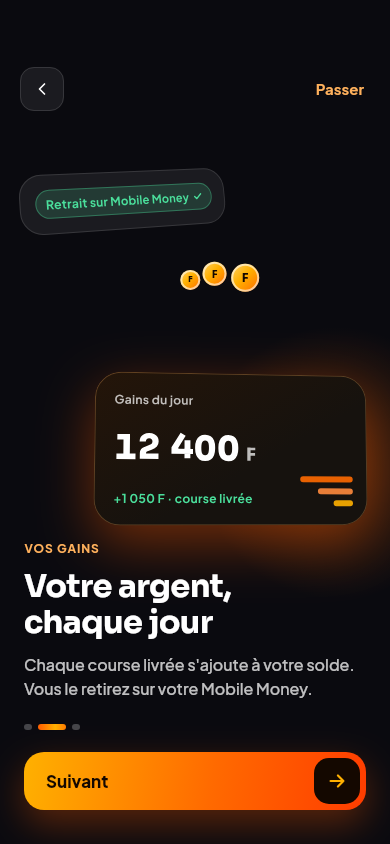 Passer
Retrait sur Mobile Money ✓
F
F
F
Gains du jour
12 400 F
+1 050 F · course livrée
VOS GAINS
Votre argent,
chaque jour
Chaque course livrée s'ajoute à votre solde.
Vous le retirez sur votre Mobile Money.
Suivant